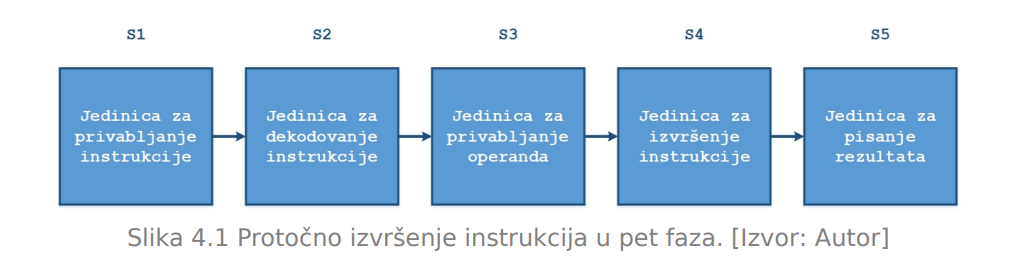 S1 S2 S3 S4 S5
Jedinica za
privabljanje
instrukcije
Jedinica za
dekodovanje
instrukcije
Jedinica za
privabljanje
operanda
Jedinica za
izvršenje
instrukcije
Jedinica za
pisanje
rezultata
Slika 4.1 Protočno izvršenje instrukcija u pet faza. [Izvor: Autor]